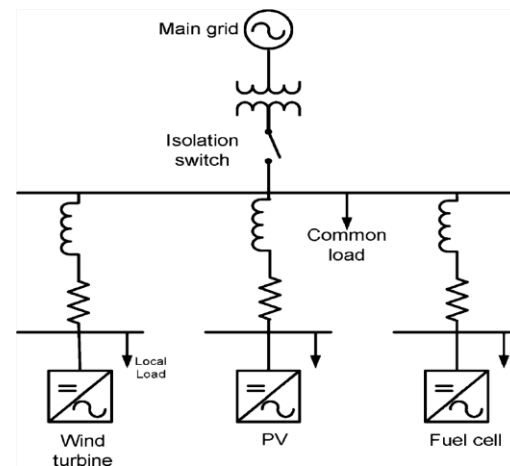 Main grid
Isolation
switch
Common
load
Local
Load
Wind
turbine
PV
Fuel cell